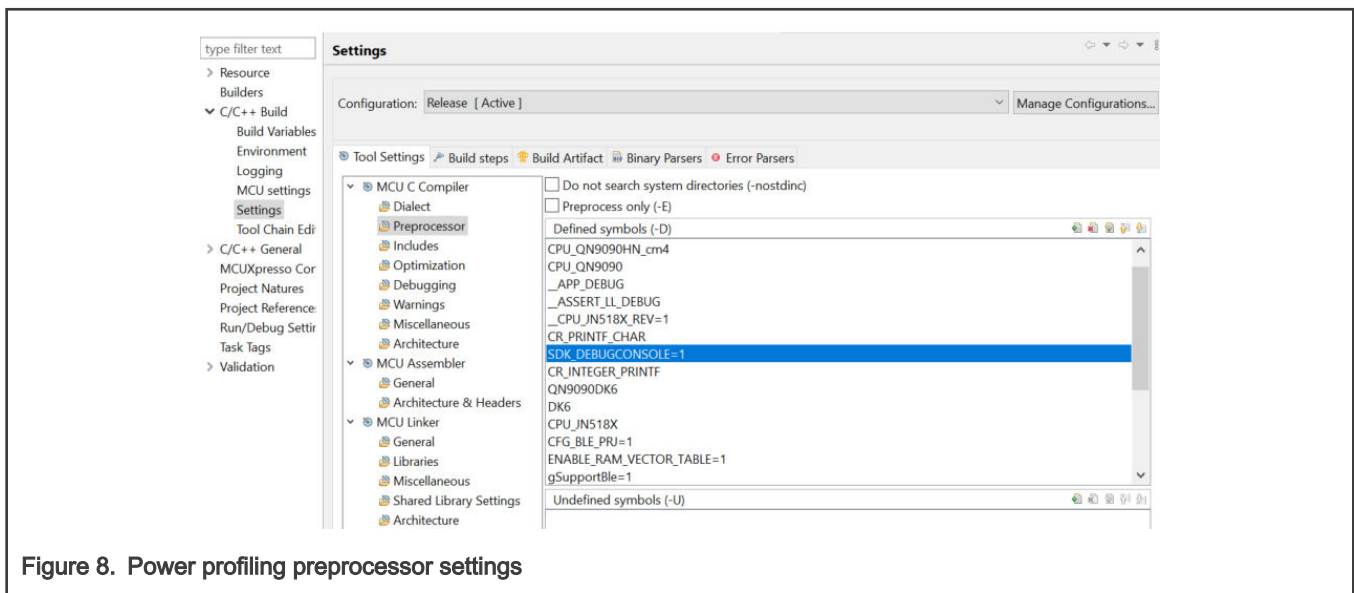 type filter text
Resource
Builders
C/C++ Build
Build Variables
Environment
Logging
MCU settings
Settings
Tool Chain Edi
C/C++ General
MCUXpresso Cor
Project Natures
Project Reference
Run/Debug Settir
Task Tags
Validation
Settings
Configuration: Release [ Active ]
Manage Configurations...
Tool Settings Build steps Build Artifact Binary Parsers Error Parsers
MCU C Compiler
Dialect
Preprocessor
Includes
Optimization
Debugging
Warnings
Miscellaneous
Architecture
MCU Assembler
General
Architecture & Headers
MCU Linker
General
Libraries
Miscellaneous
Shared Library Settings
Architecture
Do not search system directories (-nostdinc)
Preprocess only (-E)
Defined symbols (-D)
CPU_QN9090HN_cm4
CPU_QN9090
__APP_DEBUG
__ASSERT_LL_DEBUG
__CPU_JN518X_REV=1
CR_PRINTF_CHAR
SDK_DEBUGCONSOLE=1
CR_INTEGER_PRINTF
QN9090DK6
DK6
CPU_JN518X
CFG_BLE_PRJ=1
ENABLE_RAM_VECTOR_TABLE=1
gSupportBle=1
Undefined symbols (-U)
Figure 8. Power profiling preprocessor settings